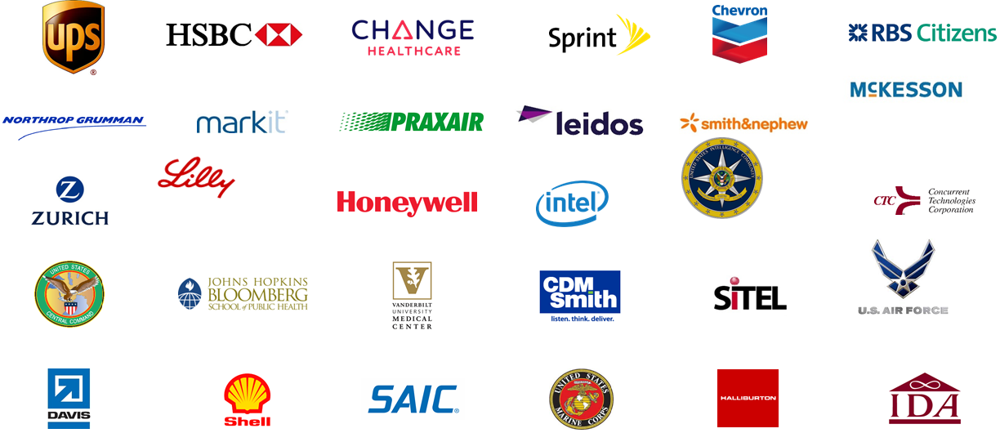 ups
®
HSBC
CHANGE
HEALTHCARE
Sprint
Chevron
RBS Citizens
McKESSON
NORTHROP GRUMMAN
markit
PRAXAIR
leidos
smith&nephew
Lilly
UNITED STATES INTELLIGENCE COMMUNITY
Z
ZURICH
Honeywell
intel
CTC
Concurrent
Technologies
Corporation
UNITED STATES
CENTRAL COMMAND
JOHNS HOPKINS
BLOOMBERG
SCHOOL of PUBLIC HEALTH
V
VANDERBILT
UNIVERSITY
MEDICAL
CENTER
CDM
Smith
listen. think. deliver.
SiTEL
U.S. AIR FORCE
DAVIS
Shell
SAIC®
UNITED STATES
MARINE CORPS
HALLIBURTON
IDA